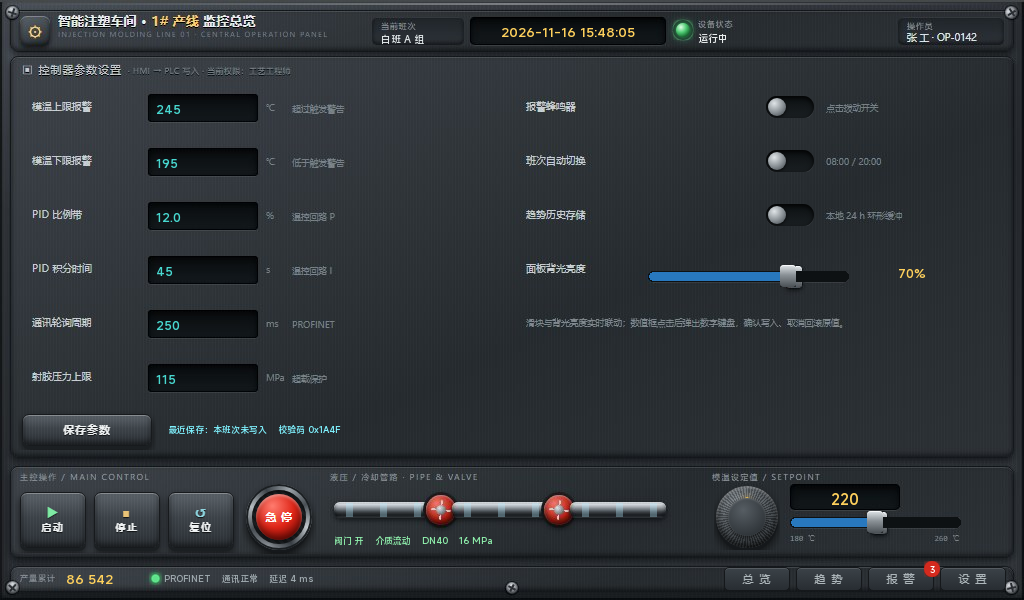 智能注塑车间 • 1# 产线 监控总览
INJECTION MOLDING LINE 01 · CENTRAL OPERATION PANEL
当前班次
白班 A 组
2026-11-16 15:48:05
设备状态
运行中
操作员
张工 · OP-0142
控制器参数设置 · HMI → PLC 写入 · 当前权限：工艺工程师
模温上限报警 245 ℃ 超过触发警告
模温下限报警 195 ℃ 低于触发警告
PID 比例带 12.0 % 温控回路 P
PID 积分时间 45 s 温控回路 I
通讯轮询周期 250 ms PROFINET
射胶压力上限 115 MPa 超载保护
报警蜂鸣器 点击拨动开关
班次自动切换 08:00 / 20:00
趋势历史存储 本地 24 h 环形缓冲
面板背光亮度 70%
滑块与背光亮度实时联动；数值框点击后弹出数字键盘，确认写入、取消回滚原值。
保存参数 最近保存：本班次未写入 校验码 0x1A4F
主控操作 / MAIN CONTROL
启动
停止
复位
急停
液压 / 冷却管路 · PIPE & VALVE
阀门 开 介质流动 DN40 16 MPa
模温设定值 / SETPOINT
220
180 ℃ 260 ℃
产量累计 86 542 PROFINET 通讯正常 延迟 4 ms
总览 趋势 报警 3 设置